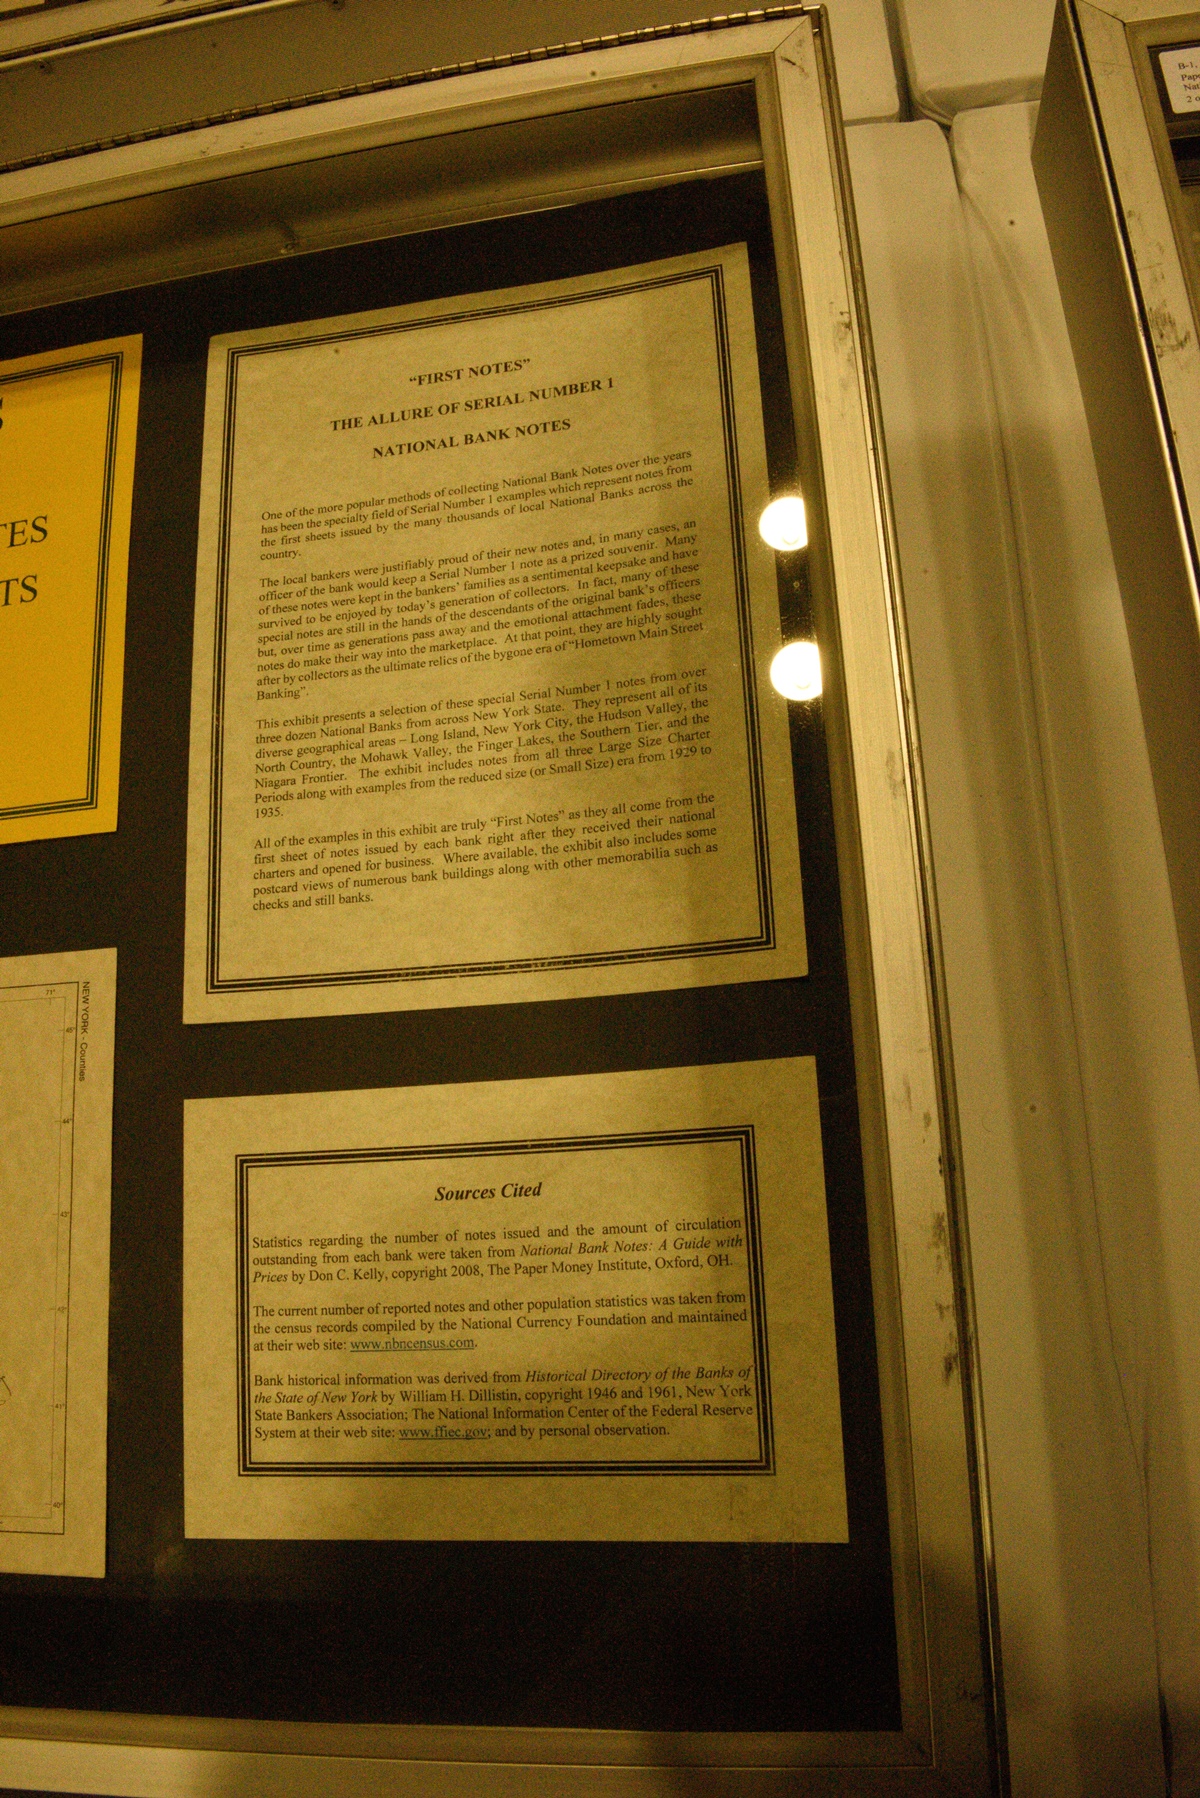 "FIRST NOTES"
THE ALLURE OF SERIAL NUMBER 1
NATIONAL BANK NOTES
One of the more popular methods of collecting National Bank Notes over the years
has been the specialty field of Serial Number 1 examples which represent notes from
the first sheets issued by the many thousands of local National Banks across the
country.
The local bankers were justifiably proud of their new notes and, in many cases, an
officer of the bank would keep a Serial Number 1 note as a prized souvenir. Many
of these notes were kept in the bankers' families as a sentimental keepsake and have
survived to be enjoyed by today's generation of collectors. In fact, many of these
special notes are still in the hands of the descendants of the original bank's officers
but, over time as generations pass away and the emotional attachment fades, these
notes do make their way into the marketplace. At that point, they are highly sought
after by collectors as the ultimate relics of the bygone era of "Hometown Main Street
Banking".
This exhibit presents a selection of these special Serial Number 1 notes from over
three dozen National Banks from across New York State. They represent all of its
diverse geographical areas – Long Island, New York City, the Hudson Valley, the
North Country, the Mohawk Valley, the Finger Lakes, the Southern Tier, and the
Niagara Frontier. The exhibit includes notes from all three Large Size Charter
Periods along with examples from the reduced size (or Small Size) era from 1929 to
1935.
All of the examples in this exhibit are truly "First Notes" as they all come from the
first sheet of notes issued by each bank right after they received their national
charters and opened for business. Where available, the exhibit also includes some
postcard views of numerous bank buildings along with other memorabilia such as
checks and still banks.
Sources Cited
Statistics regarding the number of notes issued and the amount of circulation
outstanding from each bank were taken from National Bank Notes: A Guide with
Prices by Don C. Kelly, copyright 2008, The Paper Money Institute, Oxford, OH.
The current number of reported notes and other population statistics was taken from
the census records compiled by the National Currency Foundation and maintained
at their web site: www.nbncensus.com.
Bank historical information was derived from Historical Directory of the Banks of
the State of New York by William H. Dillistin, copyright 1946 and 1961, New York
State Bankers Association; The National Information Center of the Federal Reserve
System at their web site: www.ffiec.gov; and by personal observation.
S
TES
TS
NEW YORK - Counties
71°
45°
44°
43°
42°
41°
40°
B-1,